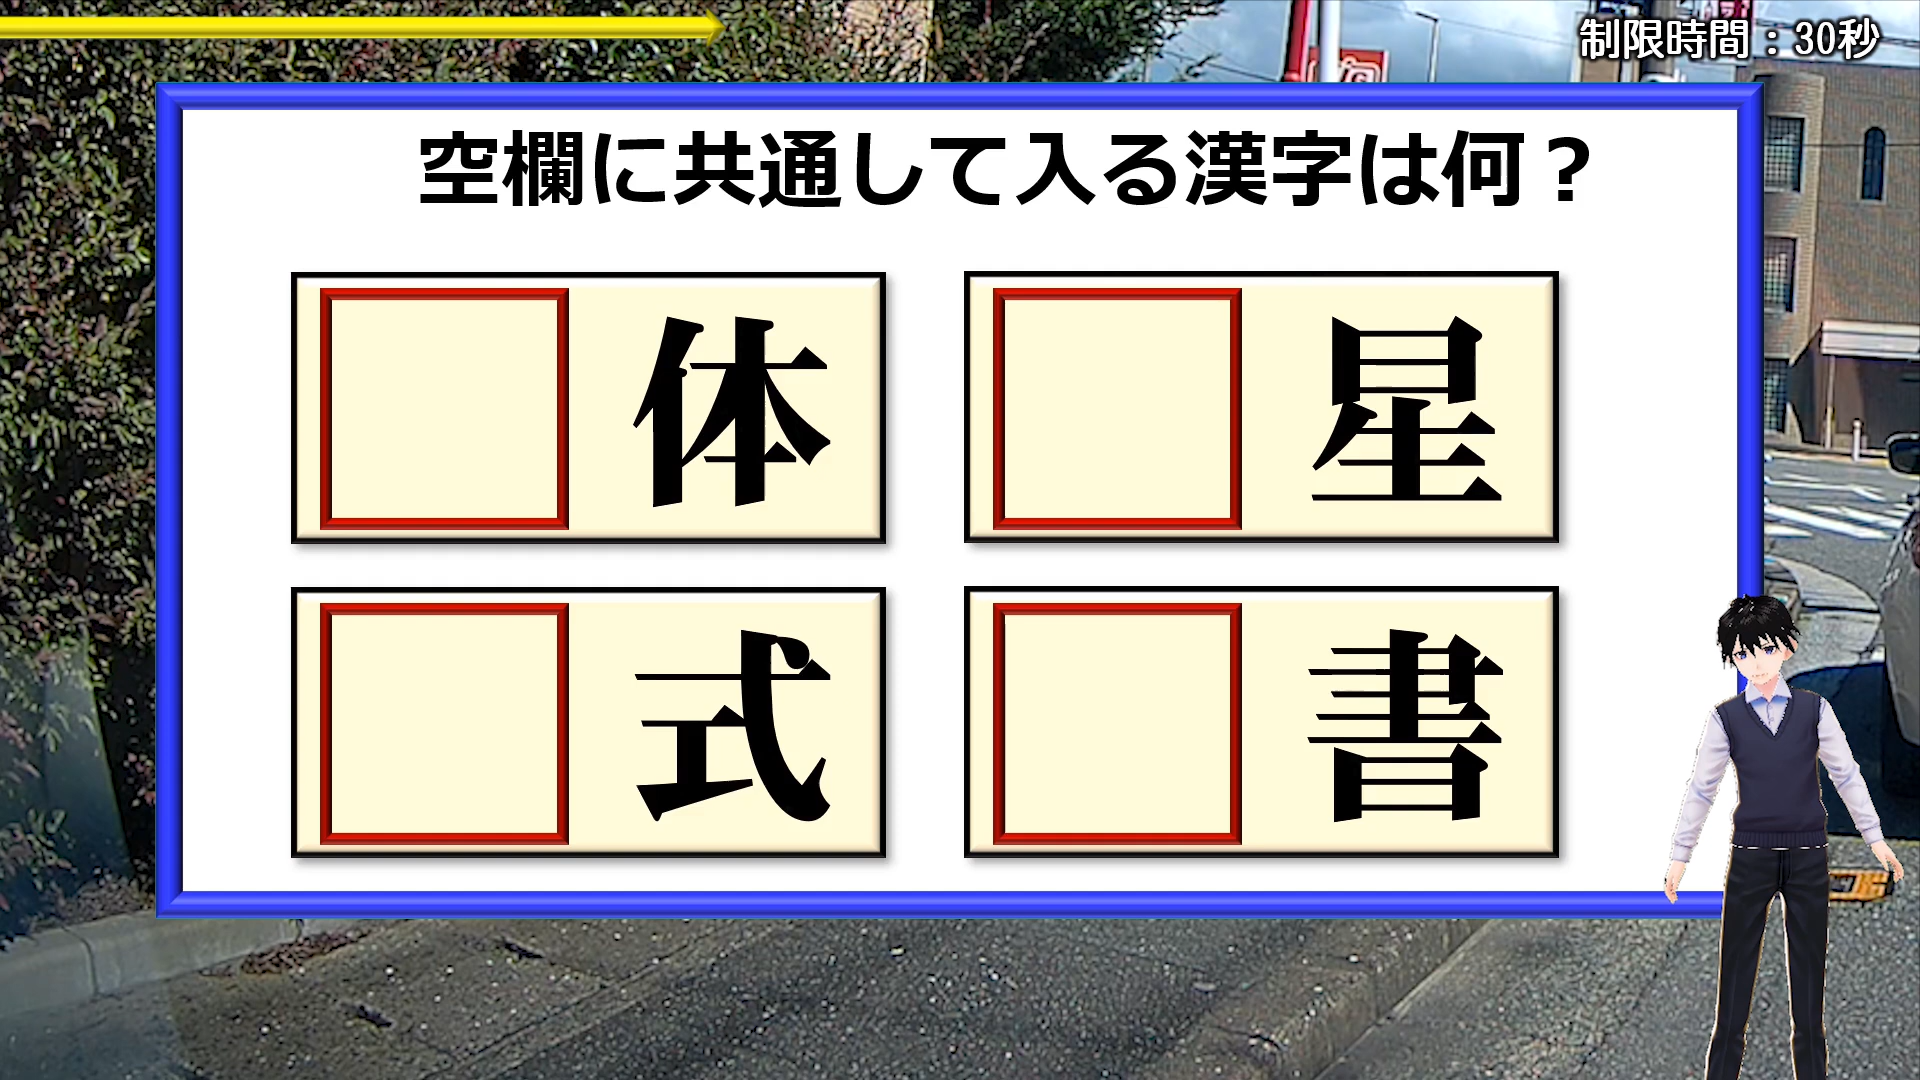 制限時間：30秒
空欄に共通して入る漢字は何？
体
星
式
書